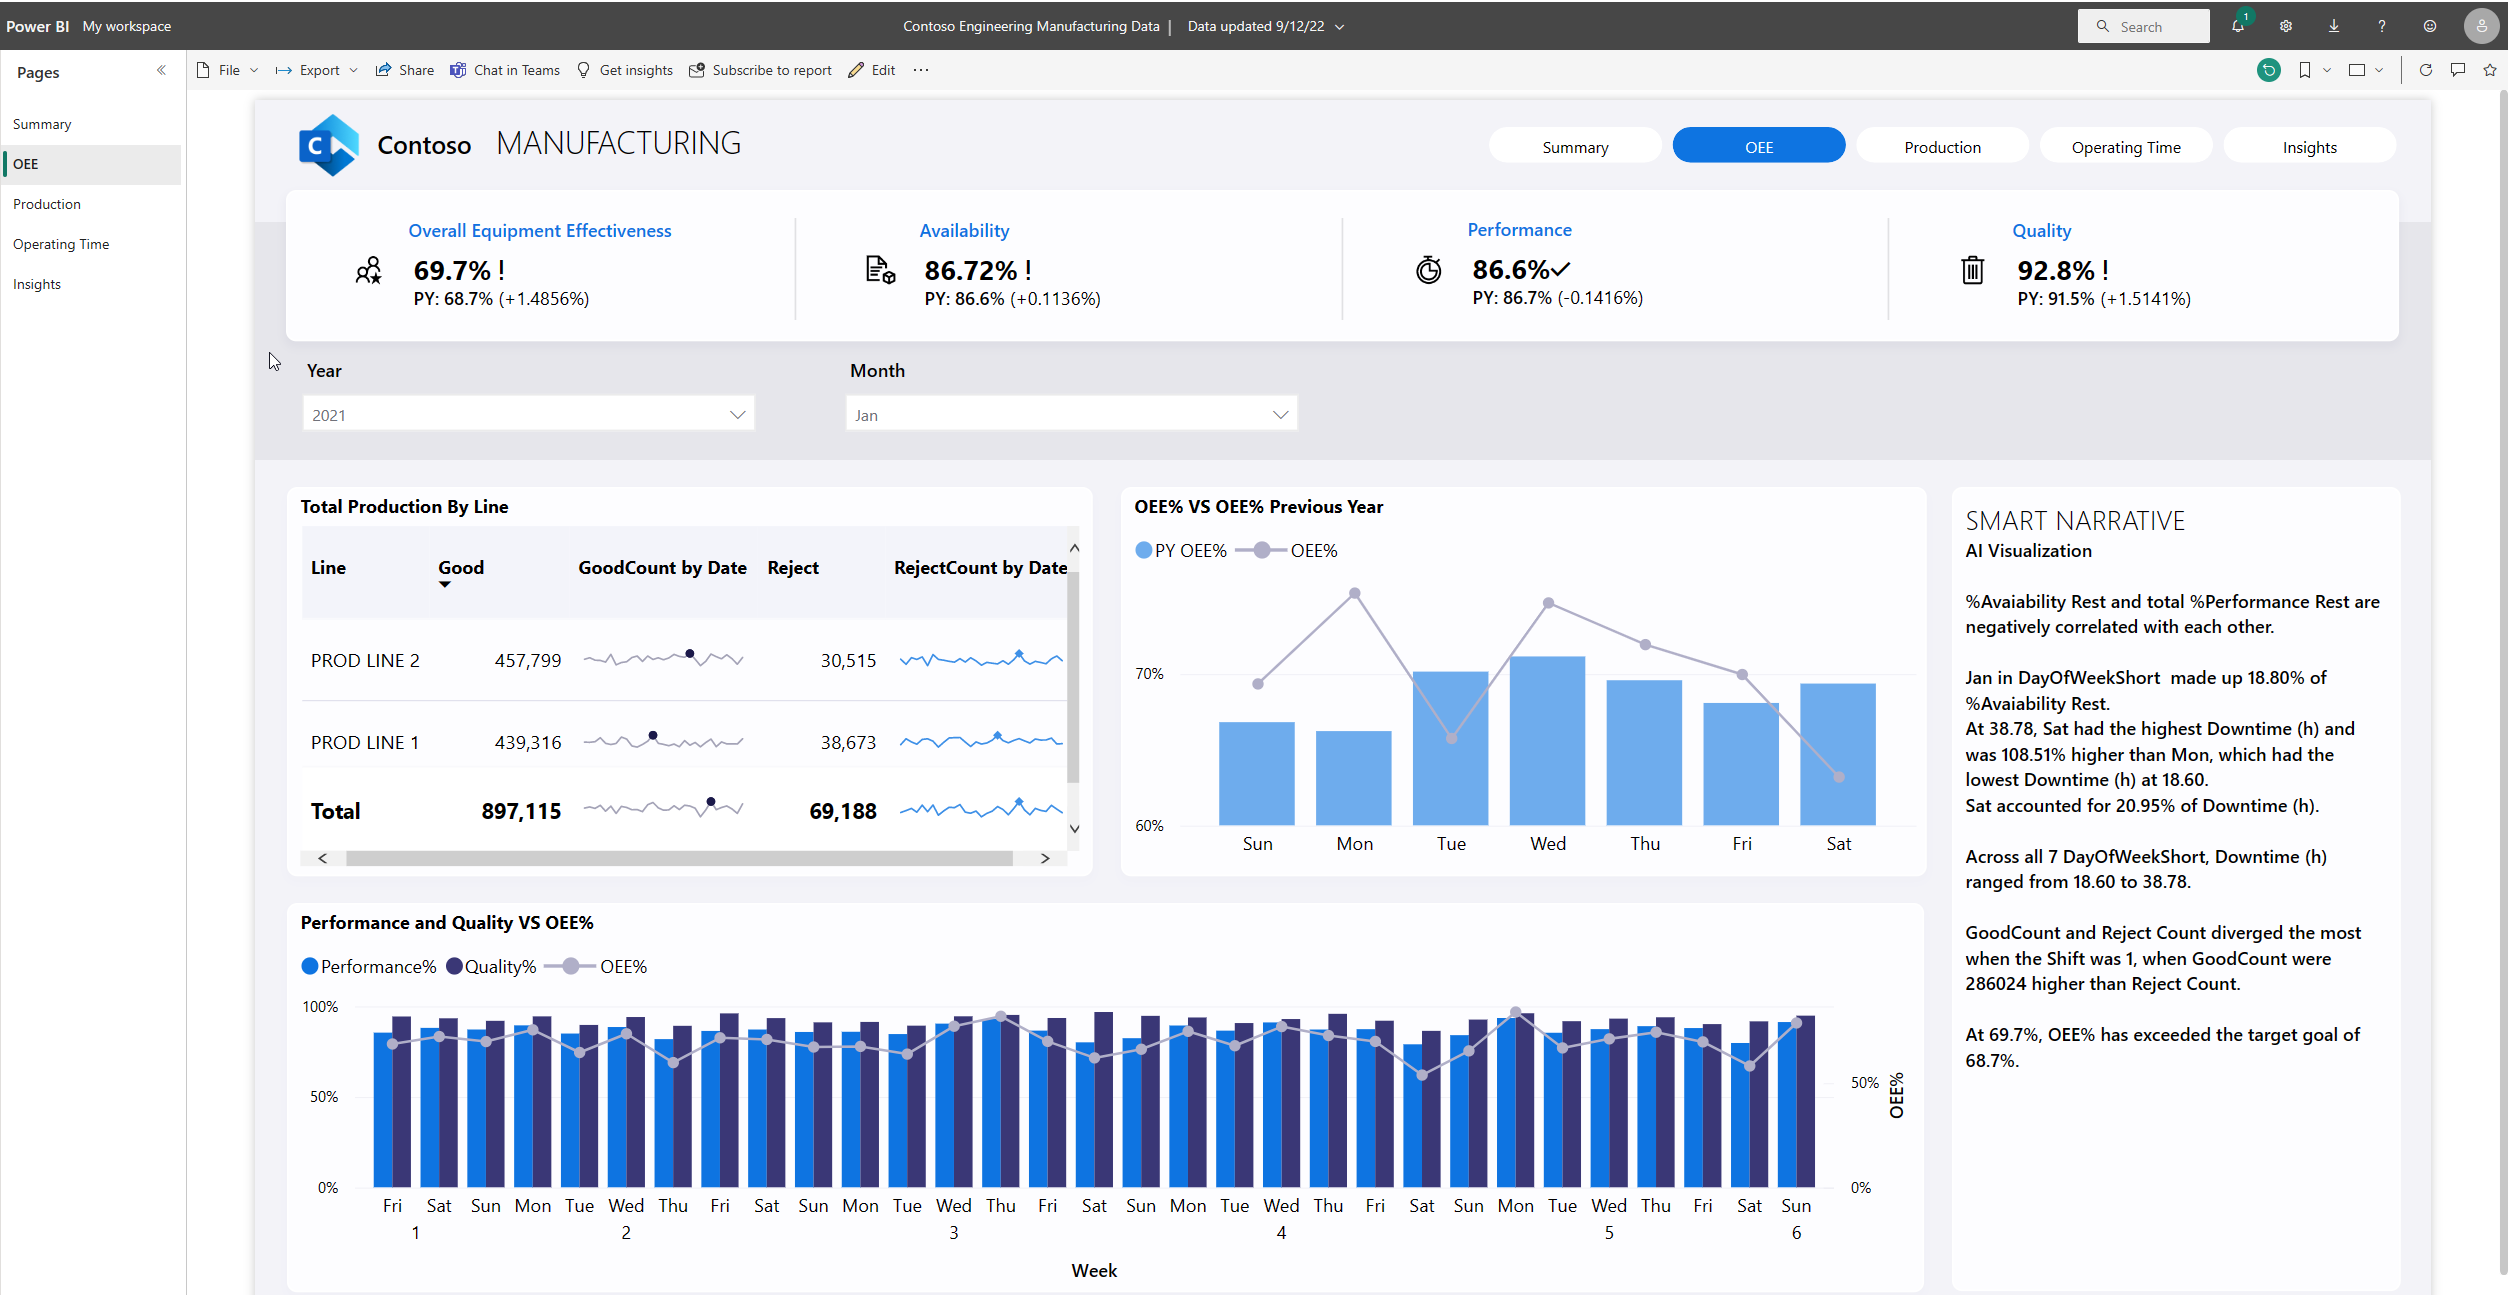 Power BI My workspace
Contoso Engineering Manufacturing Data | Data updated 9/12/22
Search
1
?
Pages
File
Export
Share
Chat in Teams
Get insights
Subscribe to report
Edit
...
Summary
OEE
Production
Operating Time
Insights
C
Contoso MANUFACTURING
Summary
OEE
Production
Operating Time
Insights
Overall Equipment Effectiveness
69.7% !
PY: 68.7% (+1.4856%)
Availability
86.72% !
PY: 86.6% (+0.1136%)
Performance
86.6%✓
PY: 86.7% (-0.1416%)
Quality
92.8% !
PY: 91.5% (+1.5141%)
Year
2021
Month
Jan
Total Production By Line
Line Good GoodCount by Date Reject RejectCount by Date
PROD LINE 2 457,799 30,515
PROD LINE 1 439,316 38,673
Total 897,115 69,188
OEE% VS OEE% Previous Year
PY OEE% OEE%
70%
60%
Sun Mon Tue Wed Thu Fri Sat
SMART NARRATIVE
AI Visualization
%Avaiability Rest and total %Performance Rest are
negatively correlated with each other.
Jan in DayOfWeekShort made up 18.80% of
%Avaiability Rest.
At 38.78, Sat had the highest Downtime (h) and
was 108.51% higher than Mon, which had the
lowest Downtime (h) at 18.60.
Sat accounted for 20.95% of Downtime (h).
Across all 7 DayOfWeekShort, Downtime (h)
ranged from 18.60 to 38.78.
GoodCount and Reject Count diverged the most
when the Shift was 1, when GoodCount were
286024 higher than Reject Count.
At 69.7%, OEE% has exceeded the target goal of
68.7%.
Performance and Quality VS OEE%
Performance% Quality% OEE%
100%
50%
0%
50%
0%
OEE%
Fri Sat Sun Mon Tue Wed Thu Fri Sat Sun Mon Tue Wed Thu Fri Sat Sun Mon Tue Wed Thu Fri Sat Sun Mon Tue Wed Thu Fri Sat Sun
1 2 3 4 5 6
Week